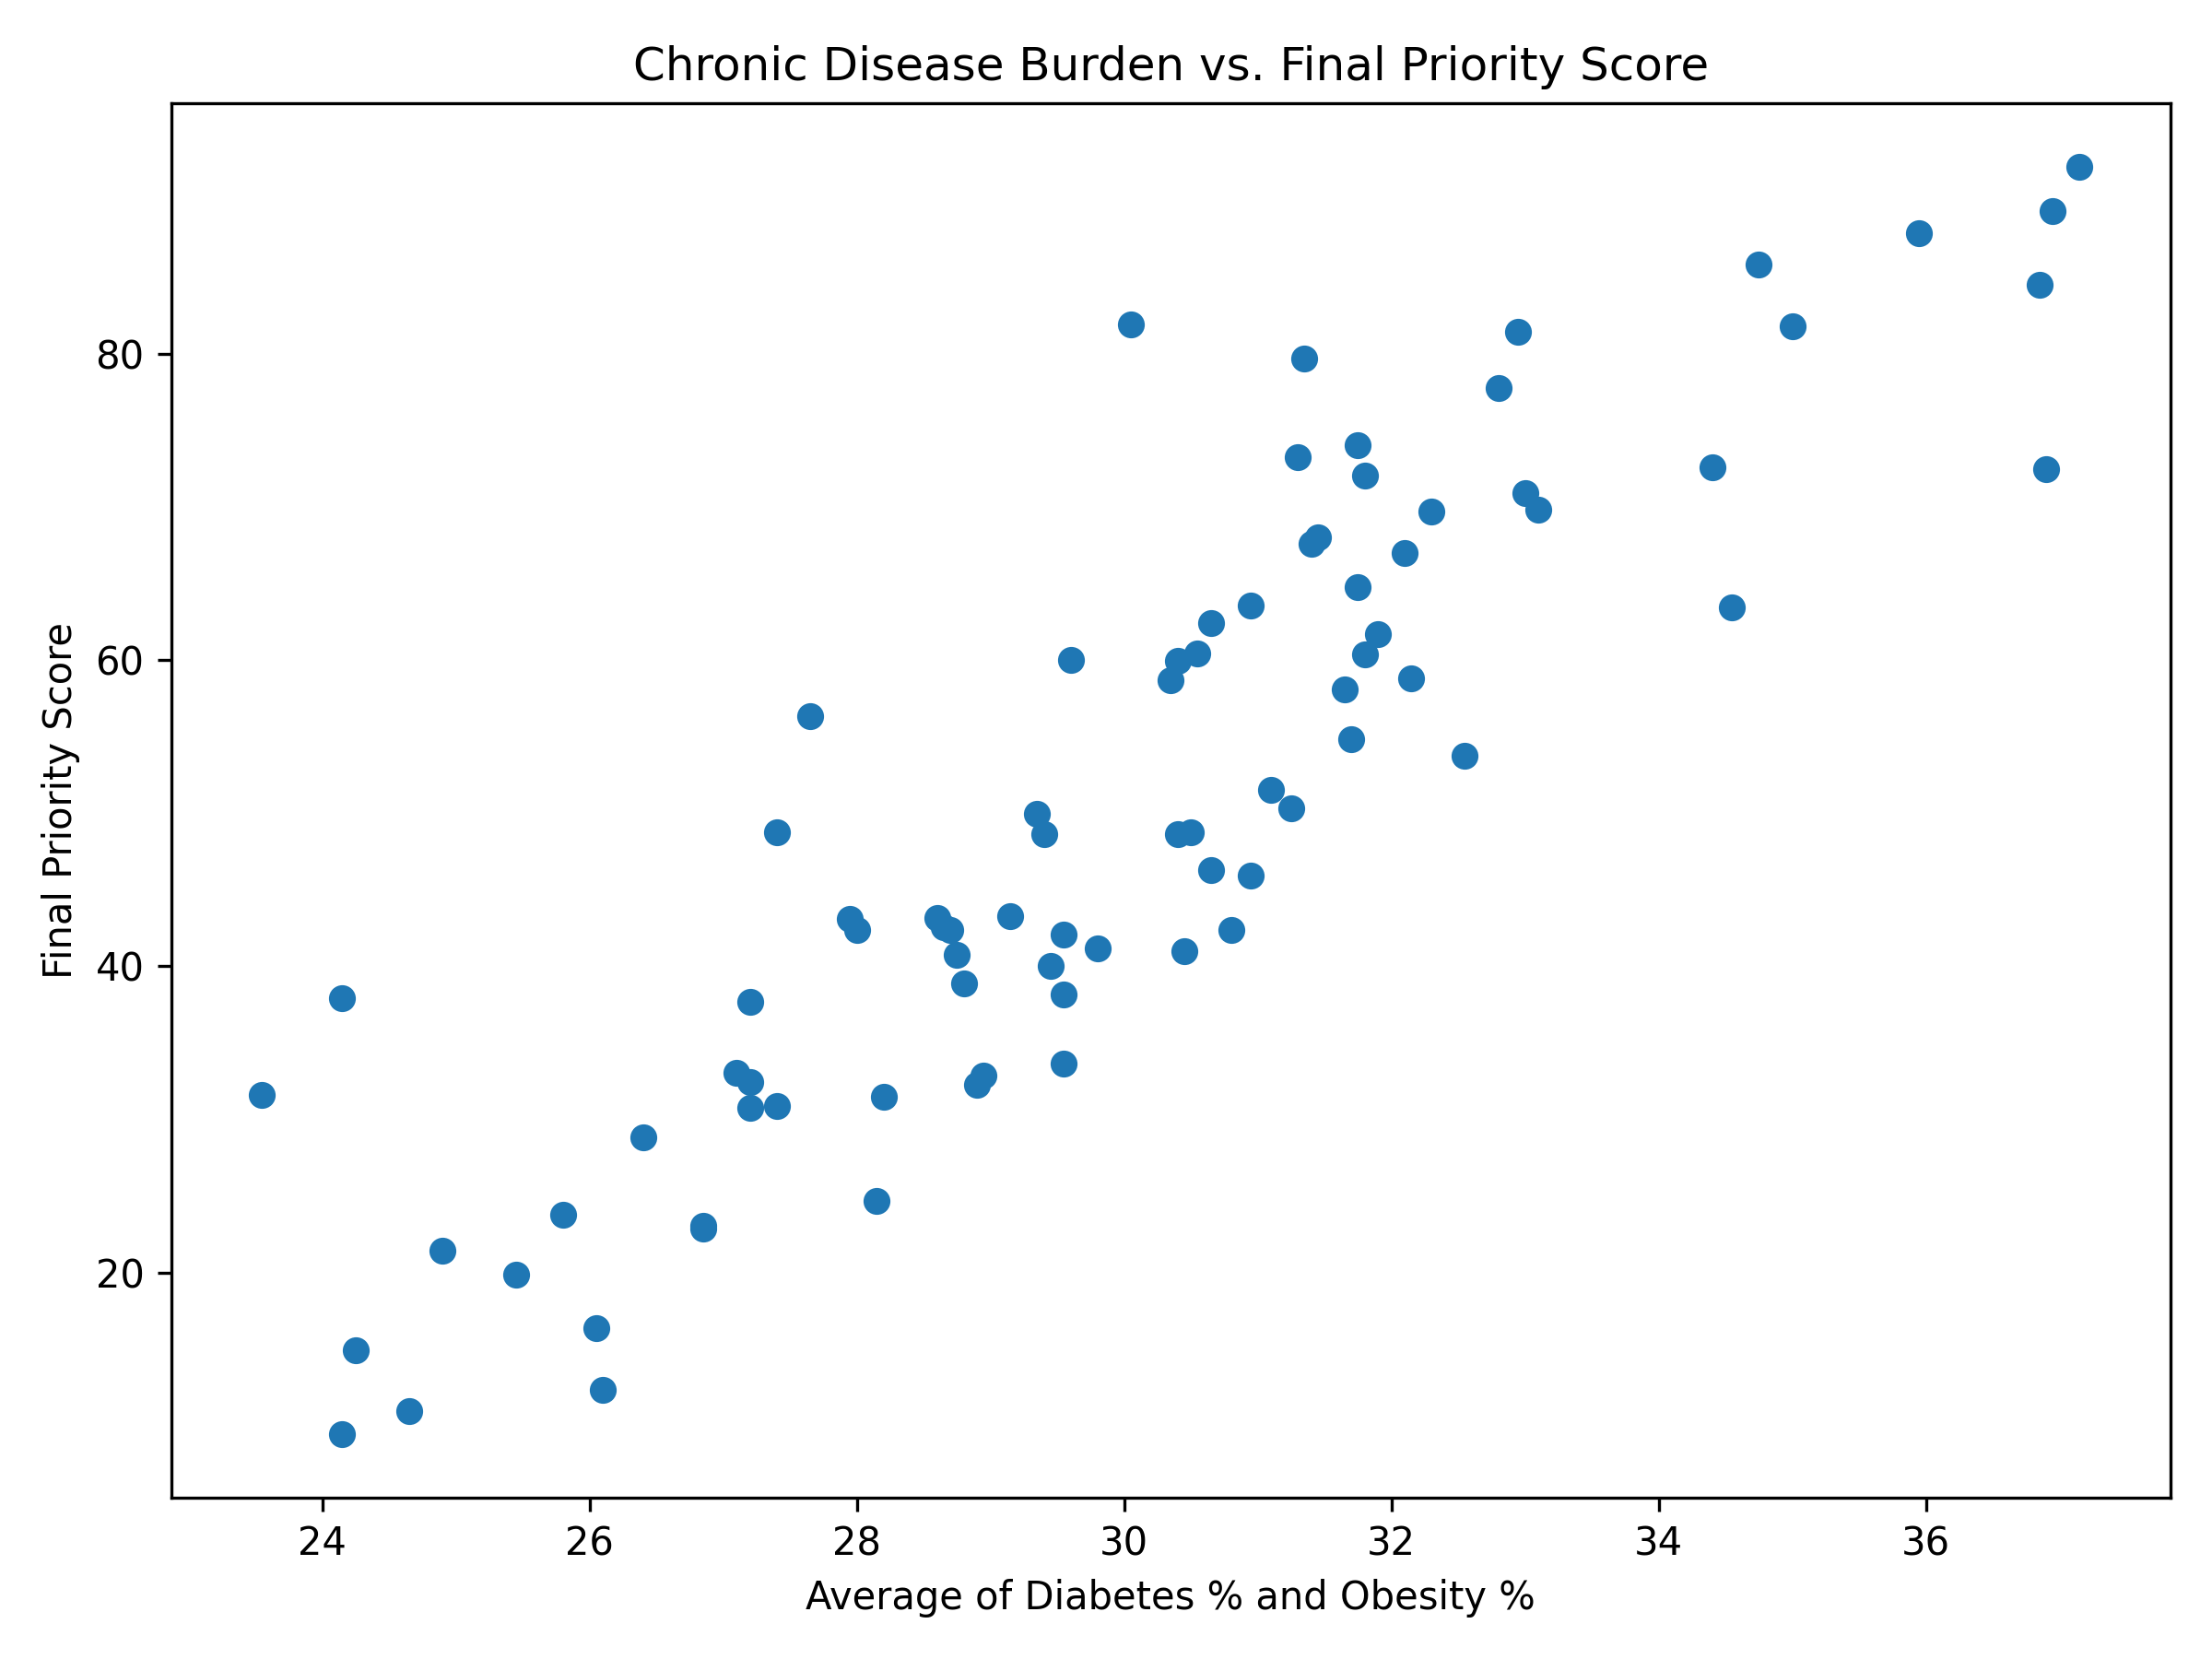 Chronic Disease Burden vs. Final Priority Score
Final Priority Score
80
60
40
20
24 26 28 30 32 34 36
Average of Diabetes % and Obesity %